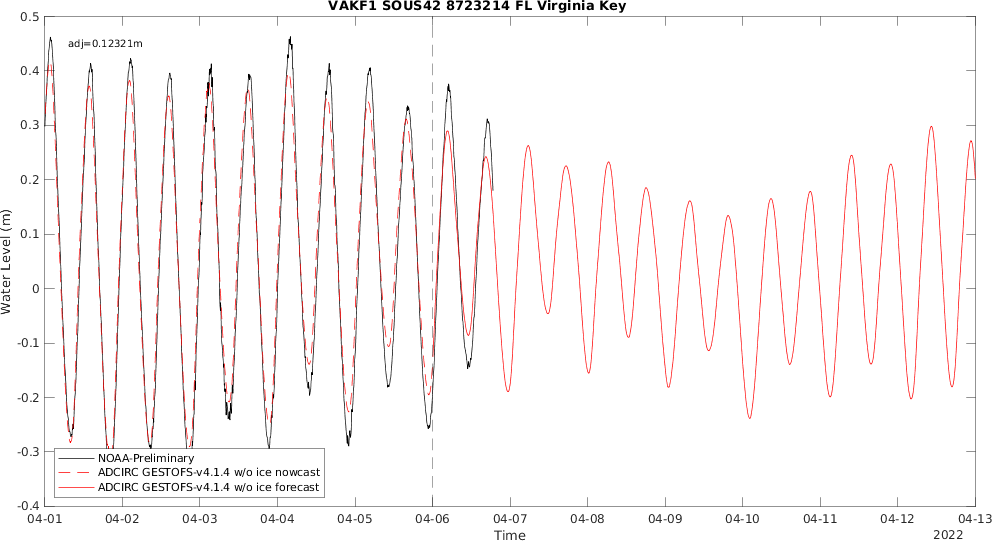 VAKF1 SOUS42 8723214 FL Virginia Key
adj=0.12321m
Water Level (m)
0.5
0.4
0.3
0.2
0.1
0
-0.1
-0.2
-0.3
-0.4
NOAA-Preliminary
ADCIRC GESTOFS-v4.1.4 w/o ice nowcast
ADCIRC GESTOFS-v4.1.4 w/o ice forecast
04-01 04-02 04-03 04-04 04-05 04-06 04-07 04-08 04-09 04-10 04-11 04-12 04-13
Time
2022